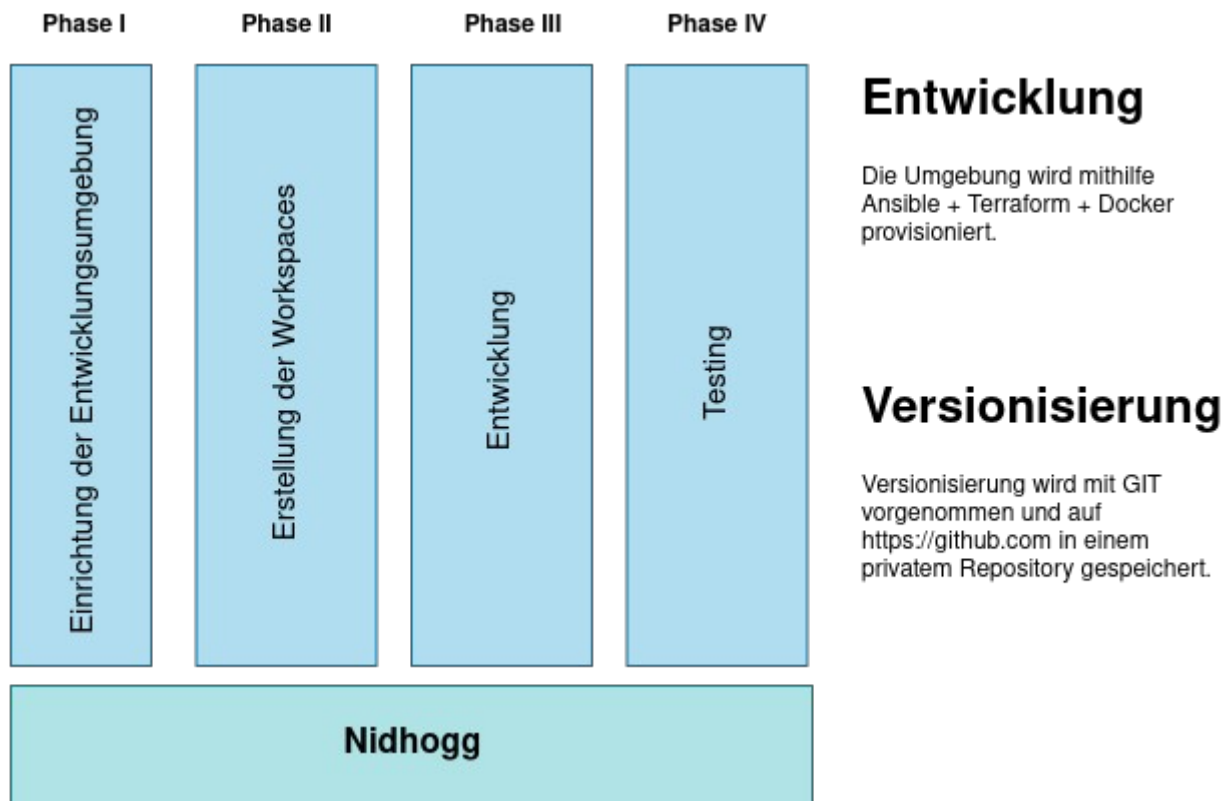 Phase I
Phase II
Phase III
Phase IV
Einrichtung der Entwicklungsumgebung
Erstellung der Workspaces
Entwicklung
Testing
Nidhogg
Entwicklung
Die Umgebung wird mithilfe
Ansible + Terraform + Docker
provisioniert.
Versionisierung
Versionisierung wird mit GIT
vorgenommen und auf
https://github.com in einem
privatem Repository gespeichert.